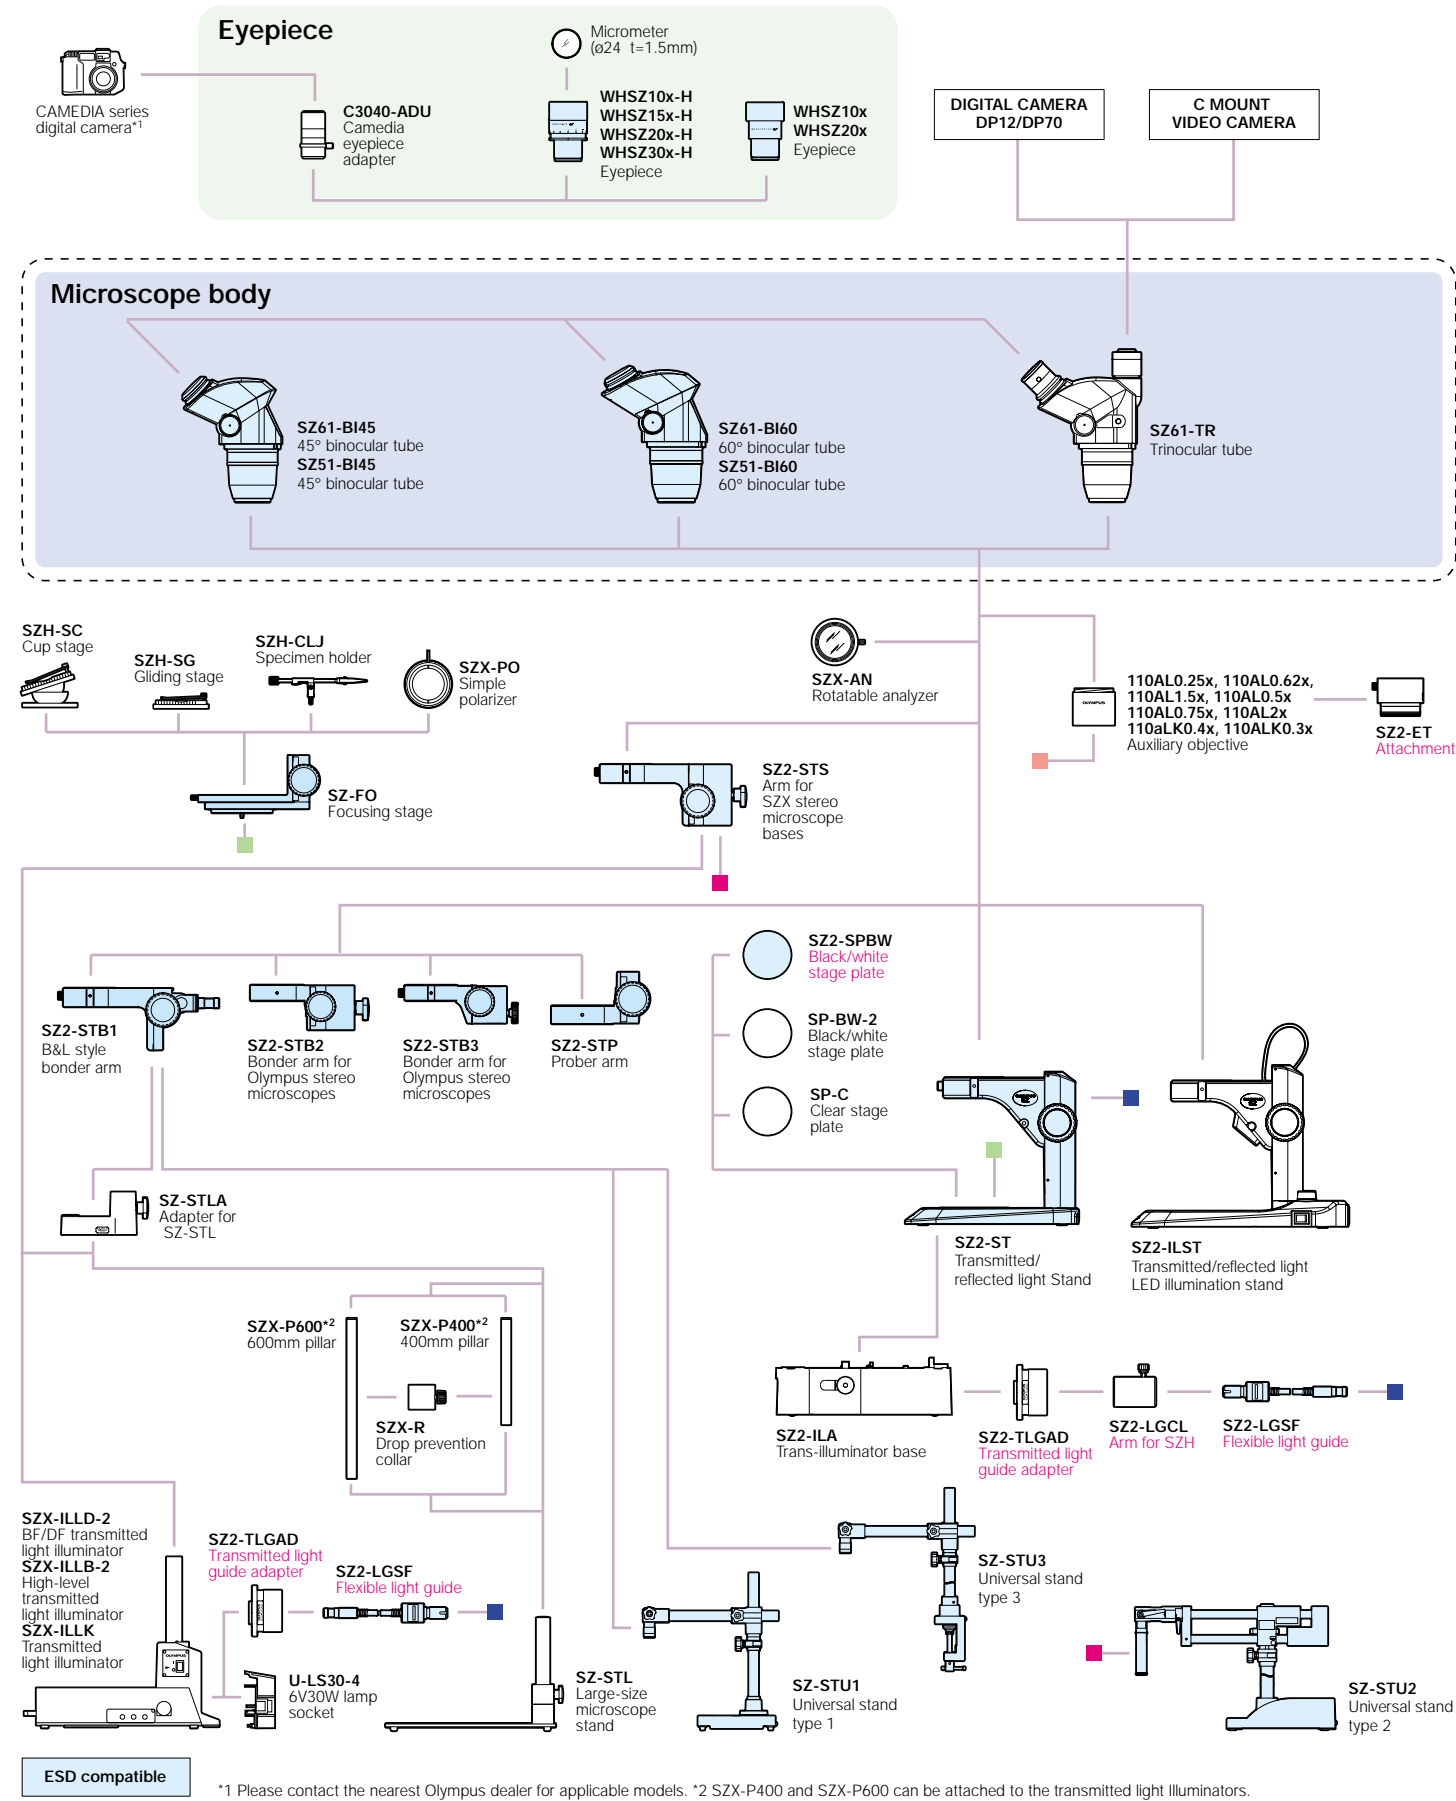 Eyepiece
CAMEDIA series
digital camera*1
C3040-ADU
Camedia
eyepiece
adapter
Micrometer
(ø24 t=1.5mm)
WHSZ10x-H
WHSZ15x-H
WHSZ20x-H
WHSZ30x-H
Eyepiece
WHSZ10x
WHSZ20x
Eyepiece
DIGITAL CAMERA
DP12/DP70
C MOUNT
VIDEO CAMERA
Microscope body
SZ61-BI45
45° binocular tube
SZ51-BI45
45° binocular tube
SZ61-BI60
60° binocular tube
SZ51-BI60
60° binocular tube
SZ61-TR
Trinocular tube
SZH-SC
Cup stage
SZH-SG
Gliding stage
SZH-CLJ
Specimen holder
SZX-PO
Simple
polarizer
SZ-FO
Focusing stage
SZX-AN
Rotatable analyzer
OLYMPUS
110AL0.25x, 110AL0.62x,
110AL1.5x, 110AL0.5x
110AL0.75x, 110AL2x
110aLK0.4x, 110ALK0.3x
Auxiliary objective
SZ2-ET
Attachment
SZ2-STS
Arm for
SZX stereo
microscope
bases
SZ2-STB1
B&L style
bonder arm
SZ2-STB2
Bonder arm for
Olympus stereo
microscopes
SZ2-STB3
Bonder arm for
Olympus stereo
microscopes
SZ2-STP
Prober arm
SZ2-SPBW
Black/white
stage plate
SP-BW-2
Black/white
stage plate
SP-C
Clear stage
plate
SZ2-ST
Transmitted/
reflected light Stand
SZ2-ILST
Transmitted/reflected light
LED illumination stand
SZ-STLA
Adapter for
SZ-STL
SZX-P600*2
600mm pillar
SZX-P400*2
400mm pillar
SZX-R
Drop prevention
collar
SZ2-ILA
Trans-illuminator base
SZ2-TLGAD
Transmitted light
guide adapter
SZ2-LGCL
Arm for SZH
SZ2-LGSF
Flexible light guide
SZX-ILLD-2
BF/DF transmitted
light illuminator
SZX-ILLB-2
High-level
transmitted
light illuminator
SZX-ILLK
Transmitted
light illuminator
OLYMPUS
SZ2-TLGAD
Transmitted light
guide adapter
SZ2-LGSF
Flexible light guide
U-LS30-4
6V30W lamp
socket
SZ-STL
Large-size
microscope
stand
SZ-STU1
Universal stand
type 1
SZ-STU3
Universal stand
type 3
SZ-STU2
Universal stand
type 2
ESD compatible
*1 Please contact the nearest Olympus dealer for applicable models. *2 SZX-P400 and SZX-P600 can be attached to the transmitted light Illuminators.